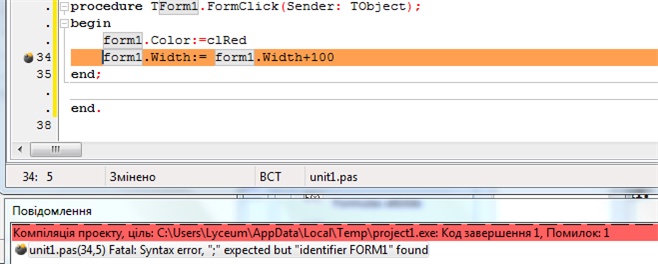 procedure TForm1.FormClick(Sender: TObject);
begin
form1.Color:=clRed
34 form1.Width:= form1.Width+100
35 end;
end.
38
34: 5 Змінено ВСТ unit1.pas
Повідомлення
Компіляція проекту, ціль: C:\Users\Lyceum\AppData\Local\Temp\project1.exe: Код завершення 1, Помилок: 1
unit1.pas(34,5) Fatal: Syntax error, ";" expected but "identifier FORM1" found